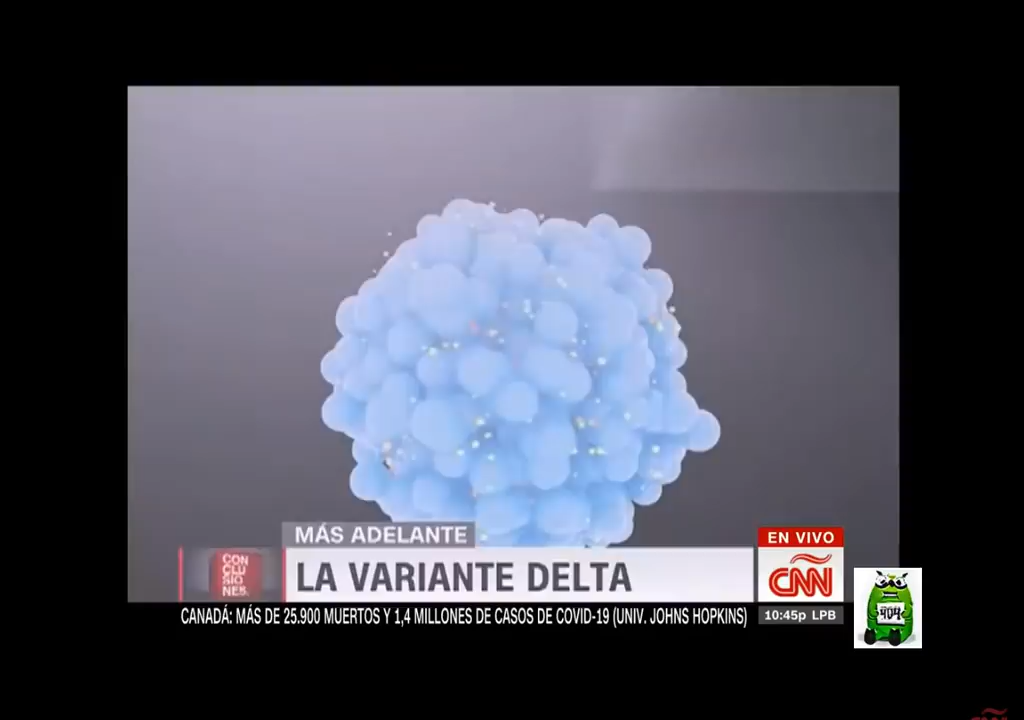 MÁS ADELANTE
EN VIVO
CON
CLU
SIO
NES.
LA VARIANTE DELTA
CNN
CANADÁ: MÁS DE 25.900 MUERTOS Y 1,4 MILLONES DE CASOS DE COVID-19 (UNIV. JOHNS HOPKINS)
10:45p LPB
404